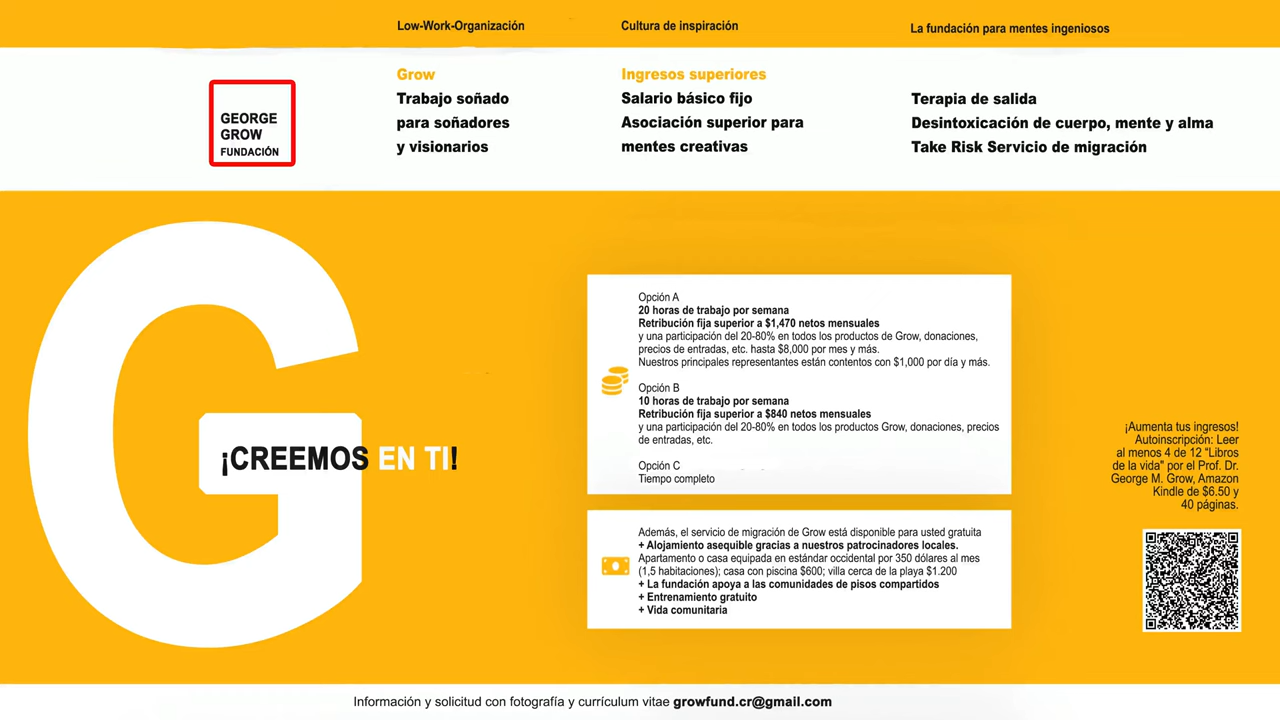 Low-Work-Organización
Cultura de inspiración
La fundación para mentes ingeniosos
GEORGE
GROW
FUNDACIÓN
Grow
Trabajo soñado
para soñadores
y visionarios
Ingresos superiores
Salario básico fijo
Asociación superior para
mentes creativas
Terapia de salida
Desintoxicación de cuerpo, mente y alma
Take Risk Servicio de migración
¡CREEMOS EN TI!
Opción A
20 horas de trabajo por semana
Retribución fija superior a $1,470 netos mensuales
y una participación del 20-80% en todos los productos de Grow, donaciones,
precios de entradas, etc. hasta $8,000 por mes y más.
Nuestros principales representantes están contentos con $1,000 por día y más.
Opción B
10 horas de trabajo por semana
Retribución fija superior a $840 netos mensuales
y una participación del 20-80% en todos los productos Grow, donaciones, precios
de entradas, etc.
Opción C
Tiempo completo
Además, el servicio de migración de Grow está disponible para usted gratuita
+ Alojamiento asequible gracias a nuestros patrocinadores locales.
Apartamento o casa equipada en estándar occidental por 350 dólares al mes
(1,5 habitaciones); casa con piscina $600; villa cerca de la playa $1.200
+ La fundación apoya a las comunidades de pisos compartidos
+ Entrenamiento gratuito
+ Vida comunitaria
¡Aumenta tus ingresos!
Autoinscripción: Leer
al menos 4 de 12 "Libros
de la vida" por el Prof. Dr.
George M. Grow, Amazon
Kindle de $6.50 y
40 páginas.
Información y solicitud con fotografía y currículum vitae growfund.cr@gmail.com